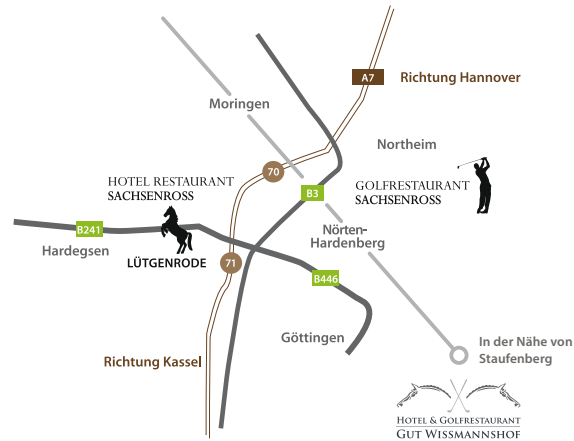 A7
Richtung Hannover
Moringen
Northeim
70
HOTEL RESTAURANT
SACHSENROSS
B3
GOLFRESTAURANT
SACHSENROSS
B241
Nörten-
Hardenberg
Hardegsen
LÜTGENRODE
71
B446
Göttingen
In der Nähe von
Staufenberg
Richtung Kassel
HOTEL & GOLFRESTAURANT
GUT WISSMANNSHOF